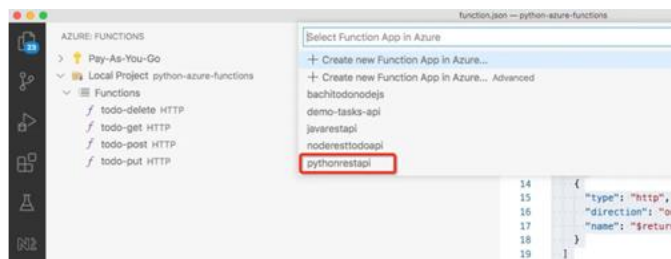 function.json — python-azure-functions
AZURE: FUNCTIONS
Pay-As-You-Go
Local Project python-azure-functions
Functions
f todo-delete HTTP
f todo-get HTTP
f todo-post HTTP
f todo-put HTTP
23
Select Function App in Azure
+ Create new Function App in Azure...
+ Create new Function App in Azure... Advanced
bachitodonodejs
demo-tasks-api
javarestapi
noderesttodoapi
pythonrestapi
14 {
15 "type": "http",
16 "direction": "o
17 "name": "$retur
18 }
19 ]